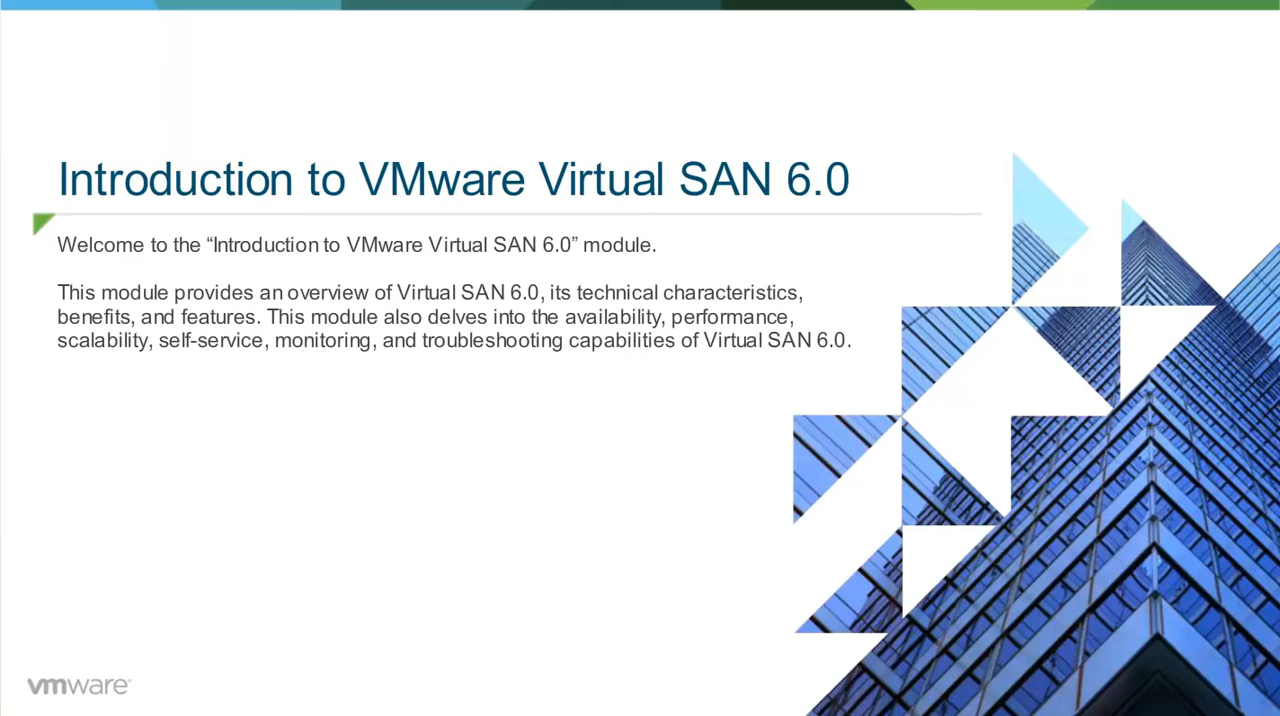 Introduction to VMware Virtual SAN 6.0
Welcome to the “Introduction to VMware Virtual SAN 6.0” module.
This module provides an overview of Virtual SAN 6.0, its technical characteristics,
benefits, and features. This module also delves into the availability, performance,
scalability, self-service, monitoring, and troubleshooting capabilities of Virtual SAN 6.0.
vmware®